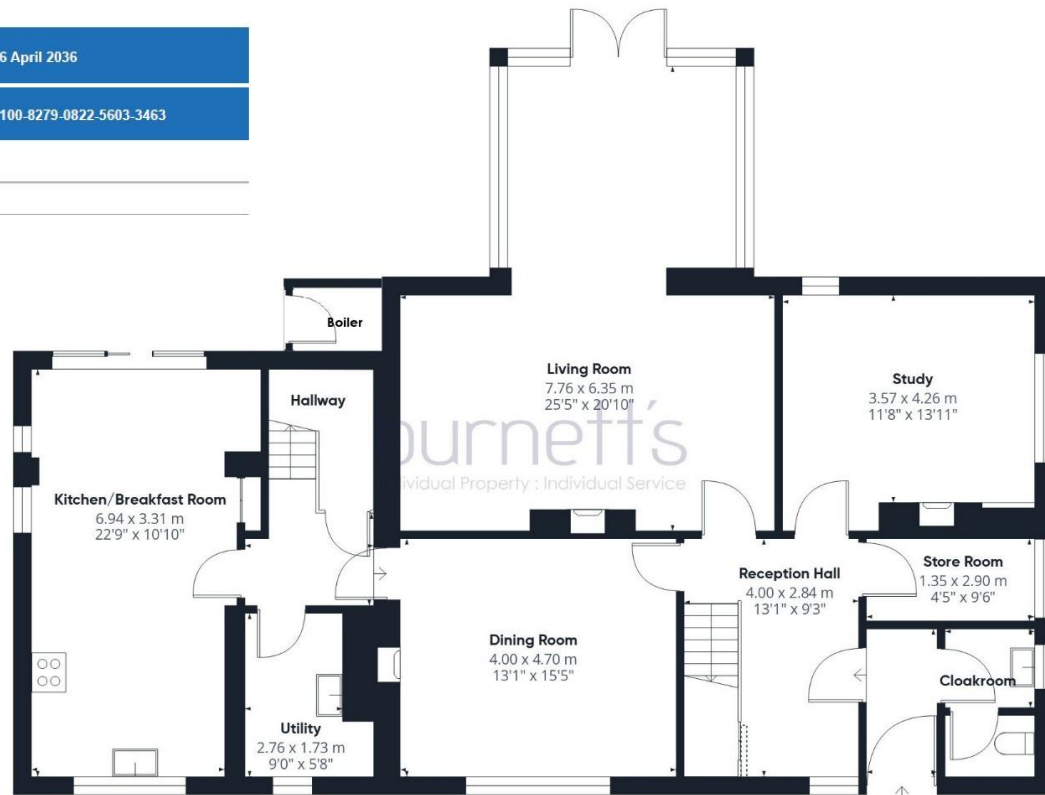 6 April 2036
100-8279-0822-5603-3463
Boiler
Living Room
7.76 x 6.35 m
25'5" x 20'10"
Study
3.57 x 4.26 m
11'8" x 13'11"
Hallway
Kitchen/Breakfast Room
6.94 x 3.31 m
22'9" x 10'10"
burnett's
Individual Property : Individual Service
Reception Hall
4.00 x 2.84 m
13'1" x 9'3"
Store Room
1.35 x 2.90 m
4'5" x 9'6"
Dining Room
4.00 x 4.70 m
13'1" x 15'5"
Cloakroom
Utility
2.76 x 1.73 m
9'0" x 5'8"